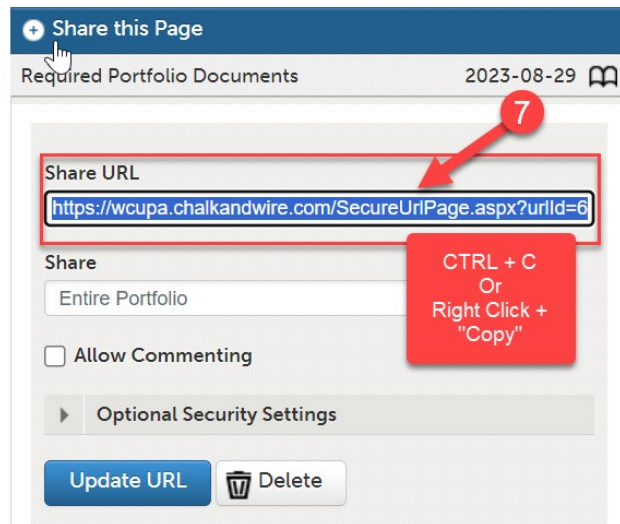 Share this Page
Required Portfolio Documents 2023-08-29
7
Share URL
https://wcupa.chalkandwire.com/SecureUrlPage.aspx?urlId=6
Share
CTRL + C
Or
Right Click +
"Copy"
Entire Portfolio
Allow Commenting
Optional Security Settings
Update URL Delete